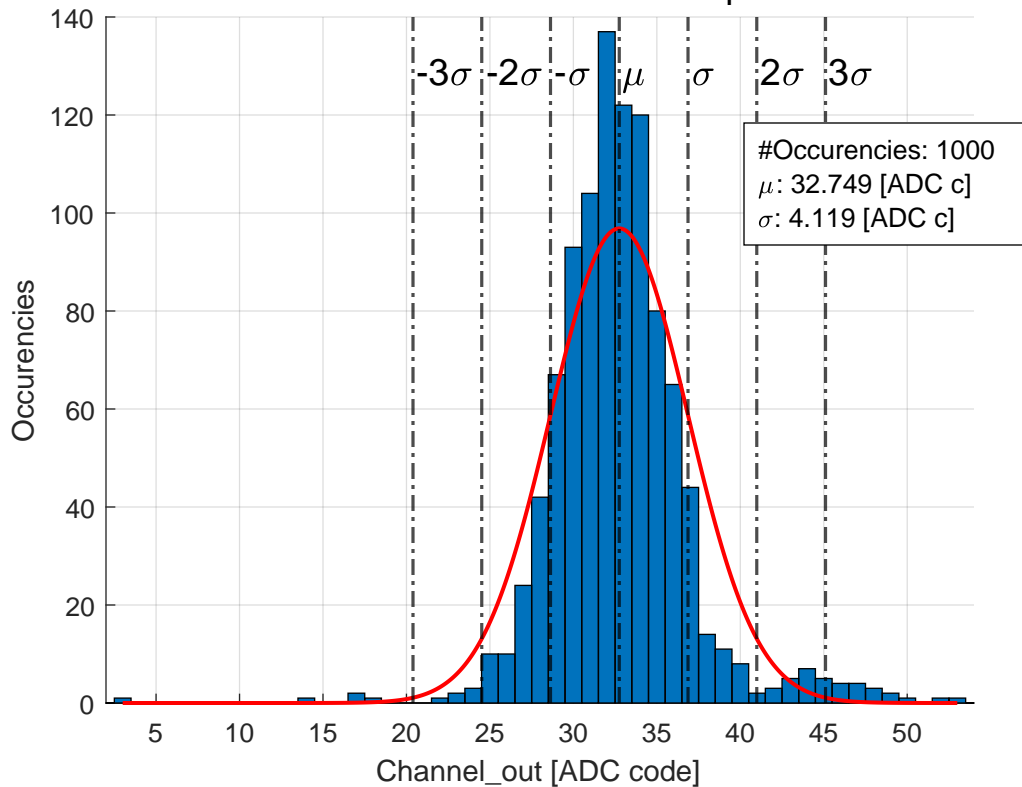 140
120
100
80
60
40
20
0
Occurencies
-3σ
-2σ
-σ
μ
σ
2σ
3σ
#Occurencies: 1000
μ: 32.749 [ADC c]
σ: 4.119 [ADC c]
5
10
15
20
25
30
35
40
45
50
Channel_out [ADC code]